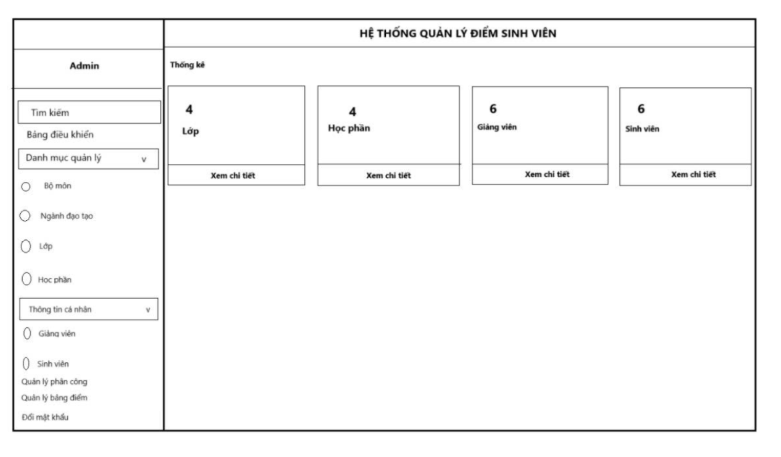 HỆ THỐNG QUẢN LÝ ĐIỂM SINH VIÊN
Admin
Tìm kiếm
Bảng điều khiển
Danh mục quản lý v
Bộ môn
Ngành đạo tạo
Lớp
Học phần
Thông tin cá nhân v
Giảng viên
Sinh viên
Quản lý phân công
Quản lý bảng điểm
Đổi mật khẩu
Thống kê
4
Lớp
Xem chi tiết
4
Học phần
Xem chi tiết
6
Giảng viên
Xem chi tiết
6
Sinh viên
Xem chi tiết